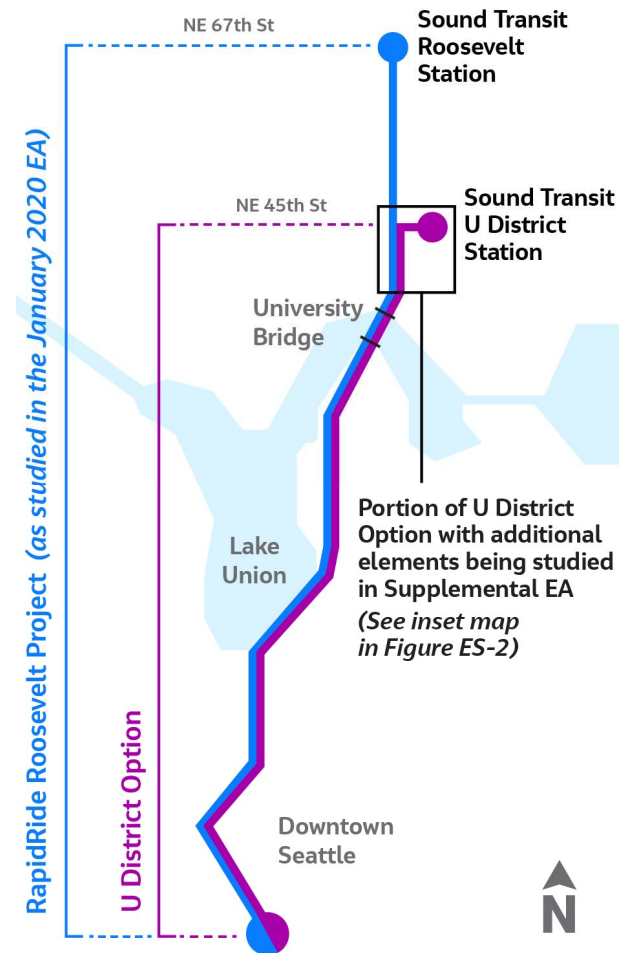 NE 67th St
Sound Transit
Roosevelt
Station
NE 45th St
Sound Transit
U District
Station
University
Bridge
RapidRide Roosevelt Project (as studied in the January 2020 EA)
U District Option
Portion of U District
Option with additional
elements being studied
in Supplemental EA
(See inset map
in Figure ES-2)
Lake
Union
Downtown
Seattle
N